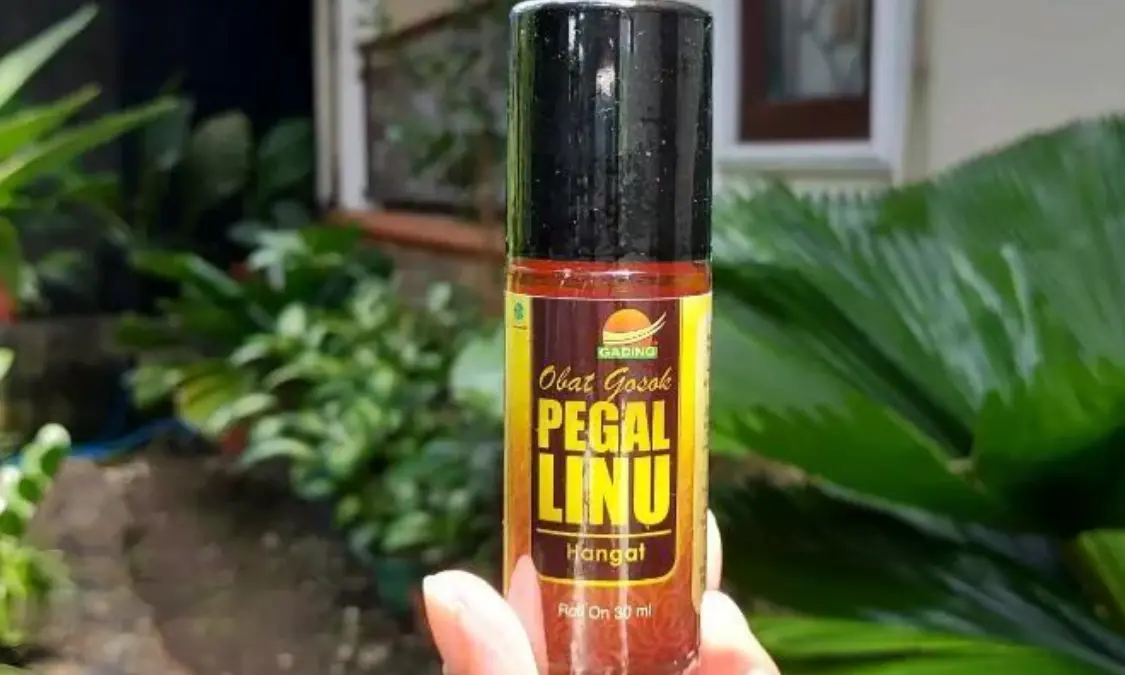 GADING
Obat Gosok
PEGAL
LINU
Hangat
Roll On 30 ml